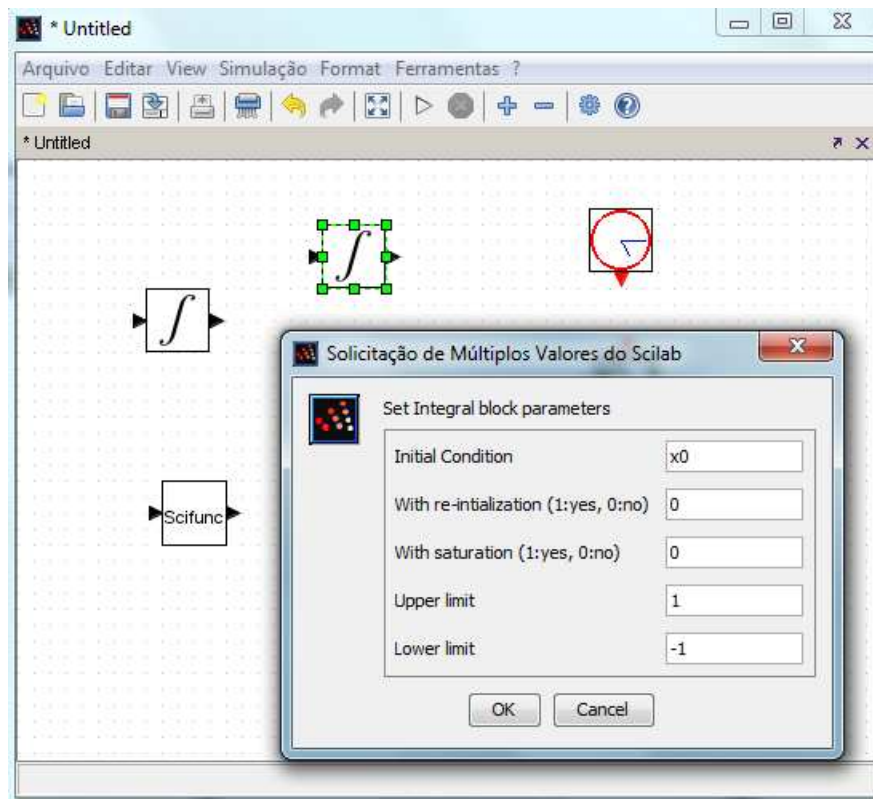 * Untitled
Arquivo Editar View Simulação Format Ferramentas ?
* Untitled
Scifunc
Solicitação de Múltiplos Valores do Scilab
Set Integral block parameters
Initial Condition x0
With re-intialization (1:yes, 0:no) 0
With saturation (1:yes, 0:no) 0
Upper limit 1
Lower limit -1
OK Cancel